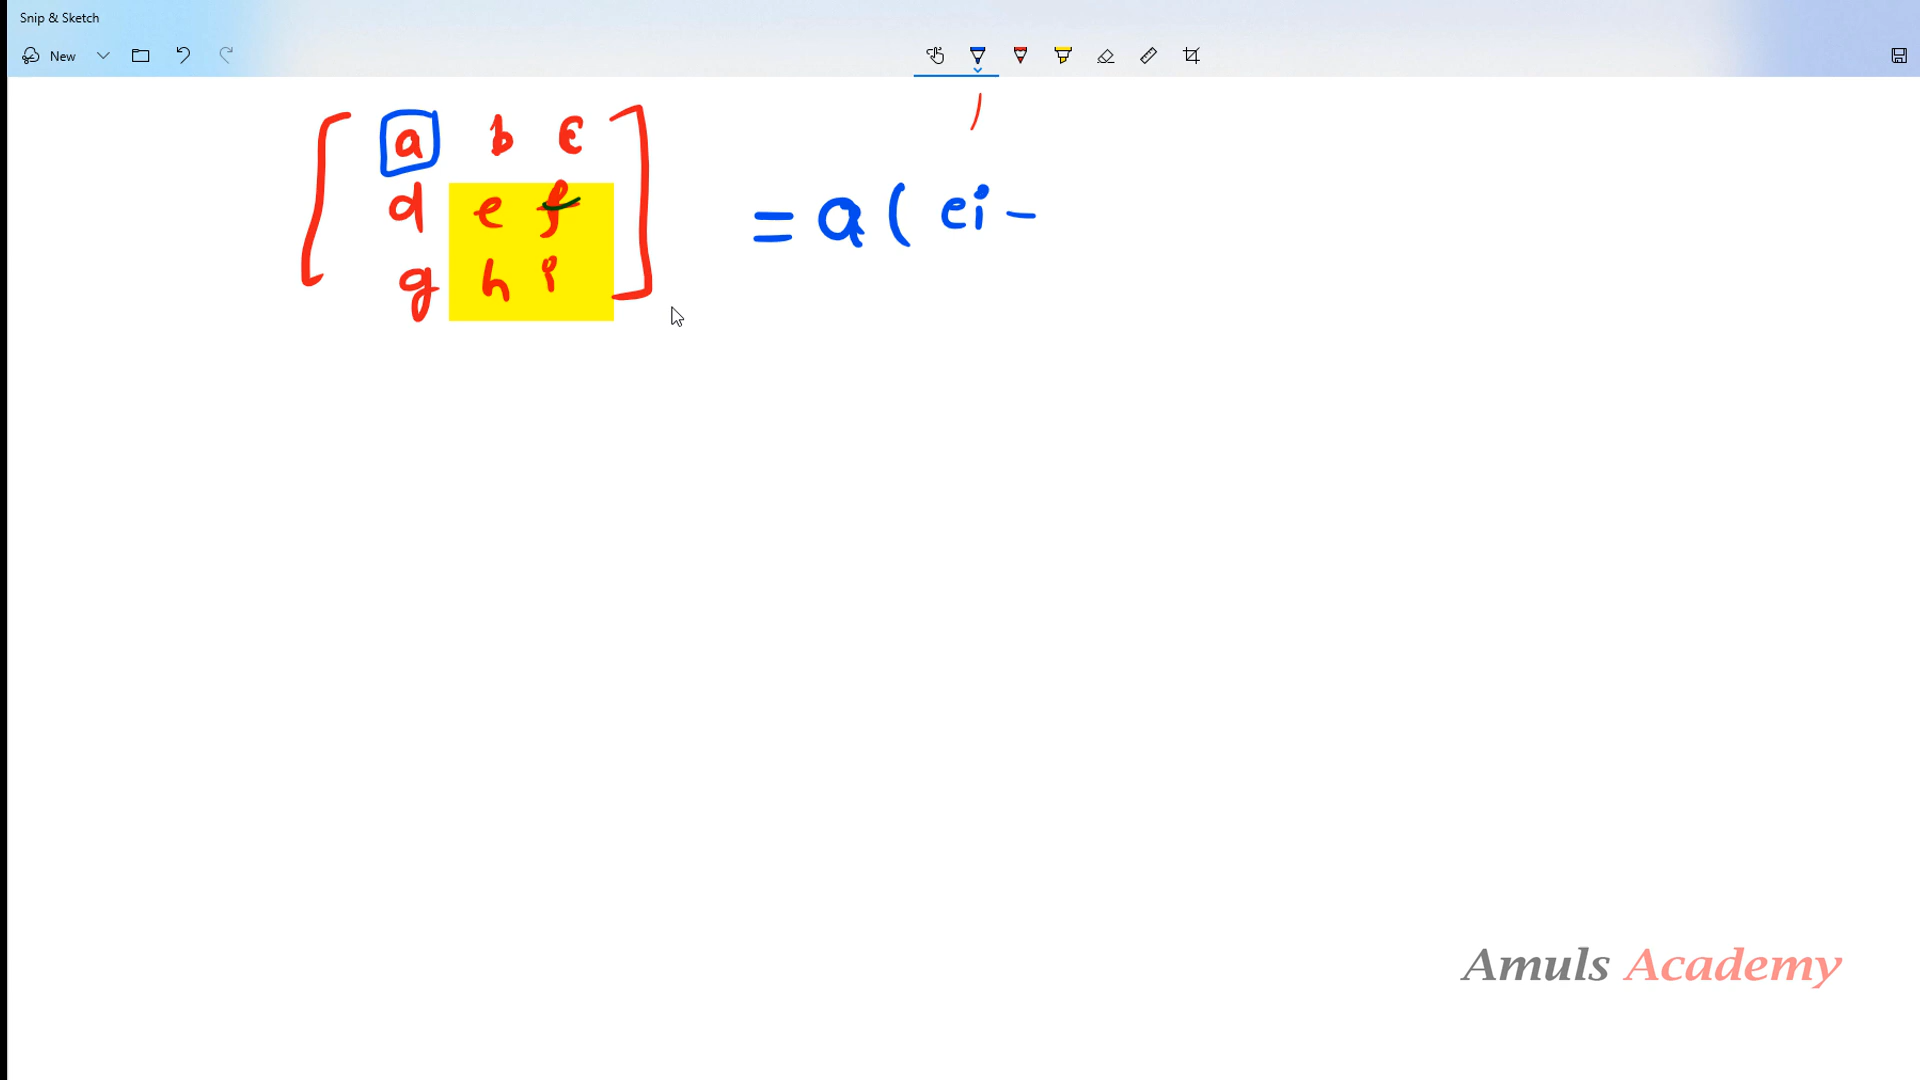 Snip & Sketch
New
a b c
d e f = a ( ei -
g h i
Amuls Academy